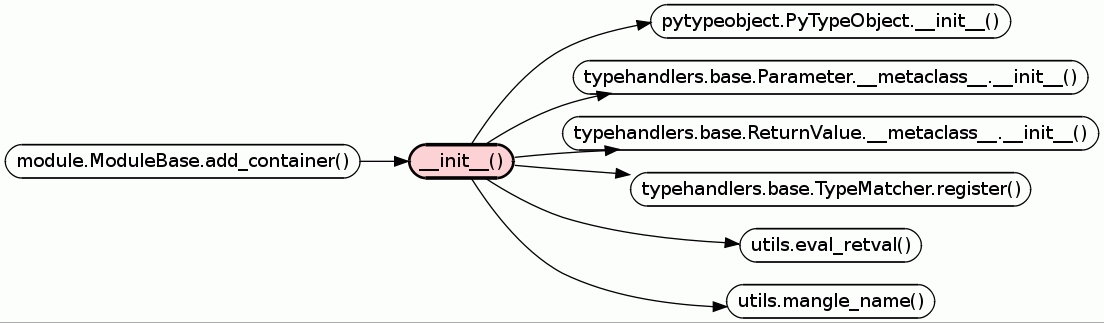 pytypeobject.PyTypeObject.__init__()
typehandlers.base.Parameter.__metaclass__.__init__()
typehandlers.base.ReturnValue.__metaclass__.__init__()
module.ModuleBase.add_container()
__init__()
typehandlers.base.TypeMatcher.register()
utils.eval_retval()
utils.mangle_name()